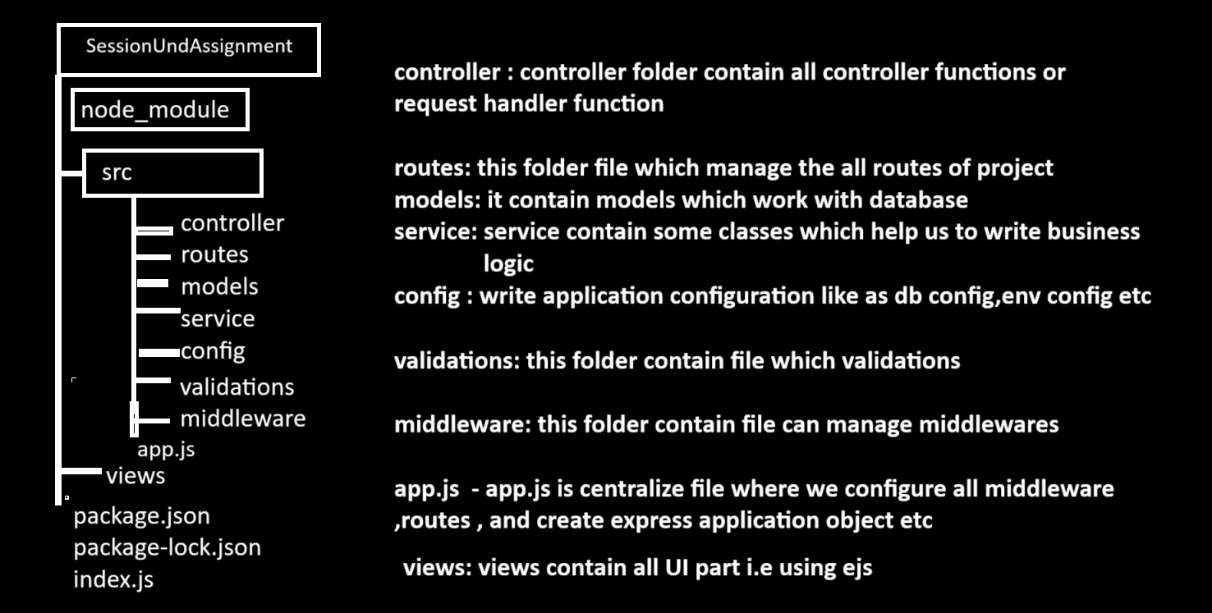 SessionUndAssignment
node_module
src
controller
routes
models
service
config
validations
middleware
app.js
views
package.json
package-lock.json
index.js
controller : controller folder contain all controller functions or
request handler function
routes: this folder file which manage the all routes of project
models: it contain models which work with database
service: service contain some classes which help us to write business
logic
config : write application configuration like as db config,env config etc
validations: this folder contain file which validations
middleware: this folder contain file can manage middlewares
app.js - app.js is centralize file where we configure all middleware
,routes , and create express application object etc
views: views contain all UI part i.e using ejs